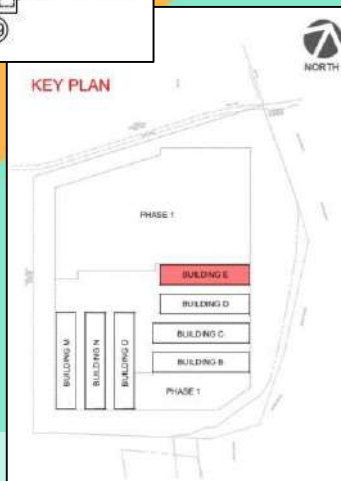 KEY PLAN
NORTH
PHASE 1
BUILDING E
BUILDING D
BUILDING C
BUILDING B
BUILDING M
BUILDING N
BUILDING O
PHASE 1